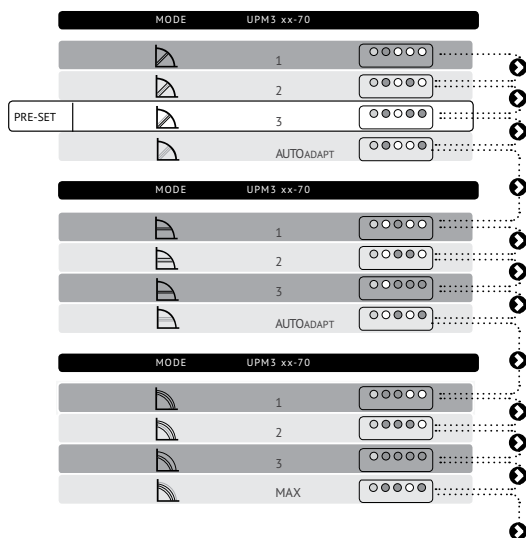 MODE UPM3 xx-70
1
2
PRE-SET 3
AUTOADAPT
MODE UPM3 xx-70
1
2
3
AUTOADAPT
MODE UPM3 xx-70
1
2
3
MAX